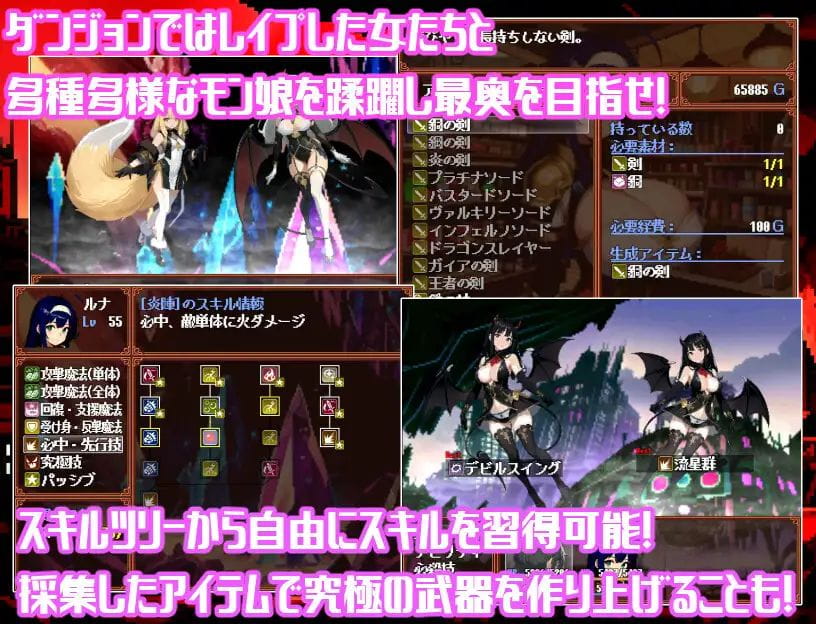 ダンジョンではレイプした女たちと
長持ちしない剣。
多種多様なモン娘を蹂躙し最奥を目指せ!
65885 G
銅の剣
鋼の剣
炎の剣
プラチナソード
バスタードソード
ヴァルキリーソード
インフェルノソード
ドラゴンスレイヤー
ガイアの剣
王者の剣
持っている数 0
必要素材:
剣 1/1
銅 1/1
必要経費: 100 G
生成アイテム:
銅の剣
ルナ
Lv 55
[炎陣]のスキル情報
必中、敵単体に火ダメージ
攻撃魔法(単体)
攻撃魔法(全体)
回復・支援魔法
受け身・反撃魔法
必中・先行技
究極技
パッシブ
デビルスイング
流星群
スキルツリーから自由にスキルを習得可能!
採集したアイテムで究極の武器を作り上げることも!